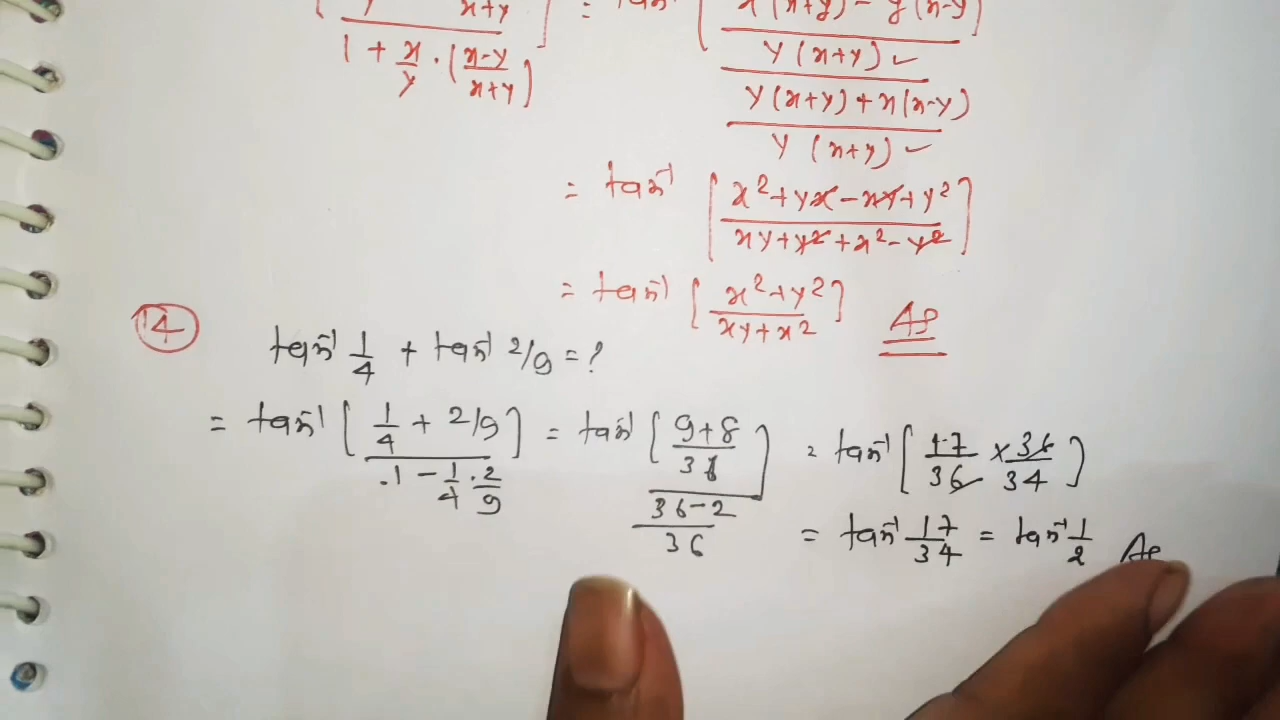 y x+y = tan⁻¹ [ x(x+y) - y(x-y) ]
1 + x/y · (x-y / x+y) ]
y (x+y) ✓
y(x+y) + x(x-y)
y (x+y) ✓
= tan⁻¹ [ x²+yx-xy+y² / xy+y²+x²-y² ]
= tan⁻¹ [ x²+y² / xy+x² ] As
14
tan⁻¹ 1/4 + tan⁻¹ 2/9 = ?
= tan⁻¹ [ 1/4 + 2/9 / .1 - 1/4 · 2/9 ] = tan⁻¹ [ 9+8 / 36 / 36-2 / 36 ] = tan⁻¹ [ 17/36 × 36/34 ]
= tan⁻¹ 17/34 = tan⁻¹ 1/2 As